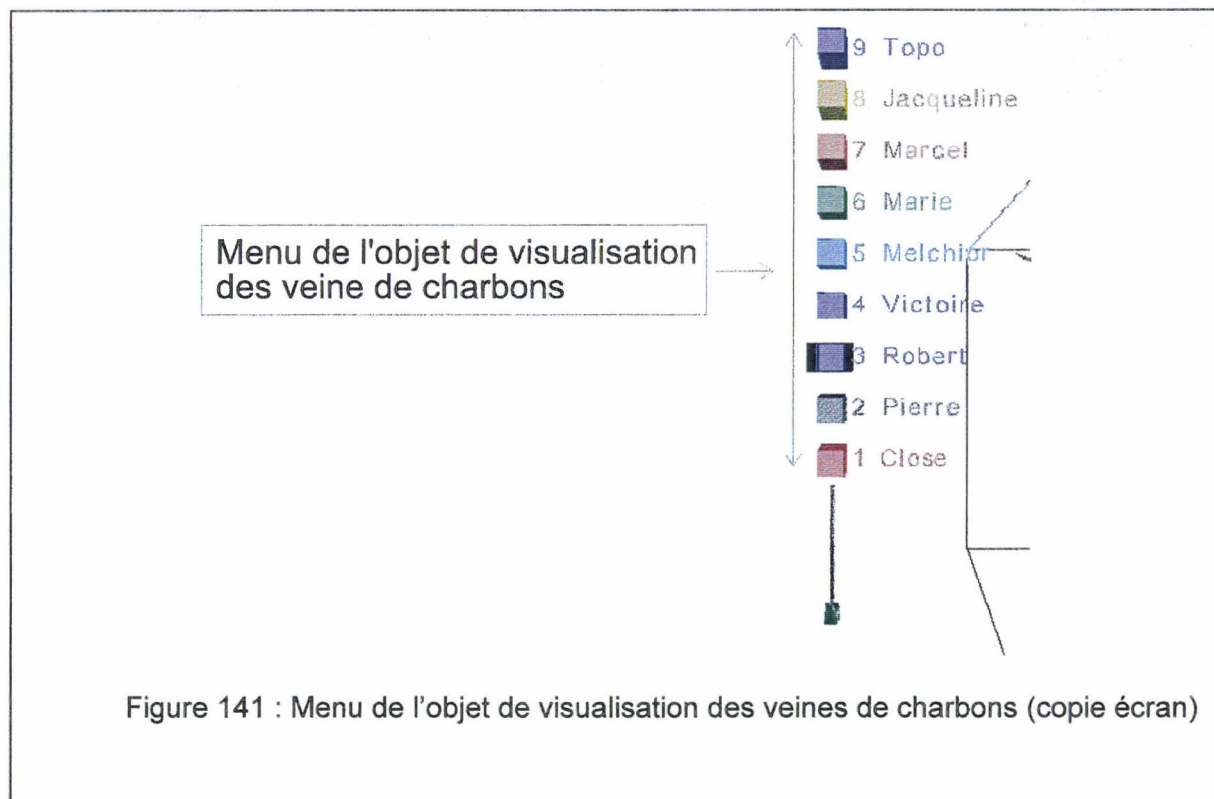 9 Topo
8 Jacqueline
7 Marcel
6 Marie
Menu de l'objet de visualisation
des veine de charbons
5 Melchior
4 Victoire
3 Robert
2 Pierre
1 Close
Figure 141 : Menu de l'objet de visualisation des veines de charbons (copie écran)